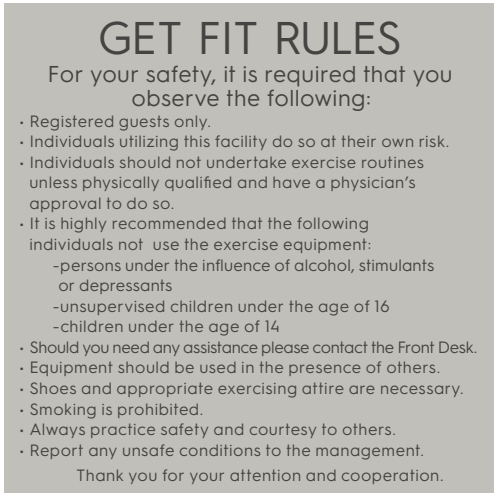 GET FIT RULES
For your safety, it is required that you
observe the following:
• Registered guests only.
• Individuals utilizing this facility do so at their own risk.
• Individuals should not undertake exercise routines
unless physically qualified and have a physician's
approval to do so.
• It is highly recommended that the following
individuals not use the exercise equipment:
-persons under the influence of alcohol, stimulants
or depressants
-unsupervised children under the age of 16
-children under the age of 14
• Should you need any assistance please contact the Front Desk.
• Equipment should be used in the presence of others.
• Shoes and appropriate exercising attire are necessary.
• Smoking is prohibited.
• Always practice safety and courtesy to others.
• Report any unsafe conditions to the management.
Thank you for your attention and cooperation.